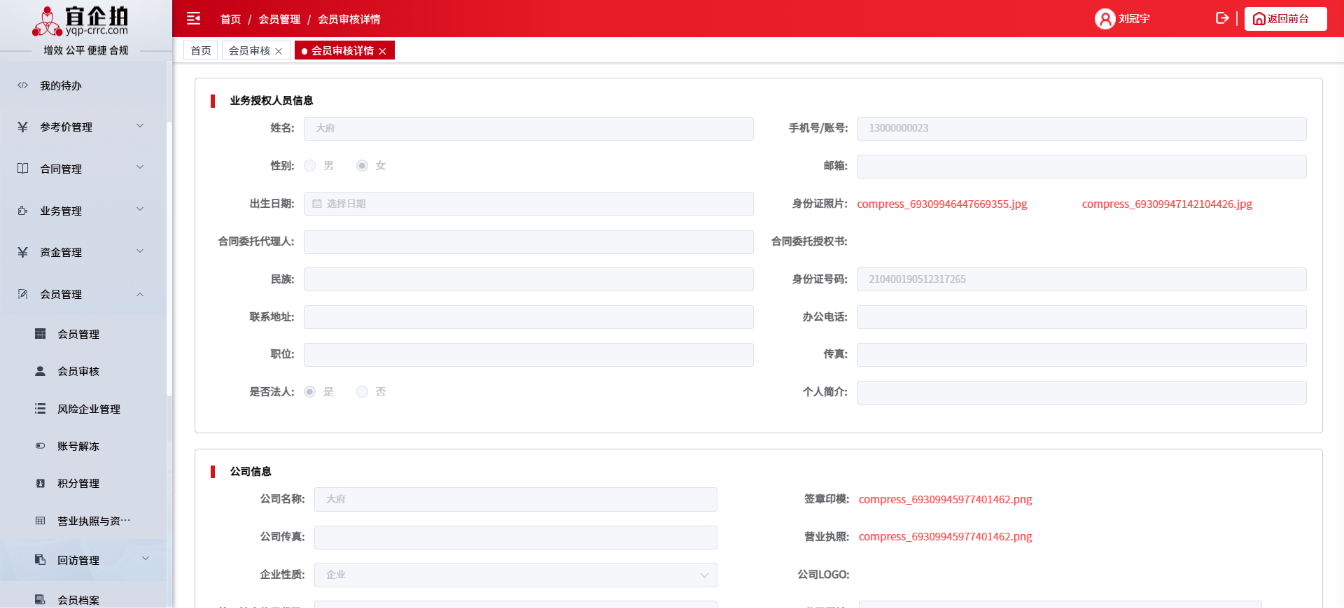 宜企拍
yqp-crrc.com
增效 公平 便捷 合规
首页 / 会员管理 / 会员审核详情
刘冠宇
返回前台
首页
会员审核 ×
会员审核详情 ×
我的待办
参考价管理
合同管理
业务管理
资金管理
会员管理
会员管理
会员审核
风险企业管理
账号解冻
积分管理
营业执照与资···
回访管理
会员档案
业务授权人员信息
姓名: 大府
手机号/账号: 13000000023
性别: 男 女
邮箱:
出生日期: 选择日期
身份证照片: compress_69309946447669355.jpg compress_69309947142104426.jpg
合同委托代理人:
合同委托授权书:
民族:
身份证号码: 210400190512317265
联系地址:
办公电话:
职位:
传真:
是否法人: 是 否
个人简介:
公司信息
公司名称: 大府
签章印模: compress_69309945977401462.png
公司传真:
营业执照: compress_69309945977401462.png
企业性质: 企业
公司LOGO: